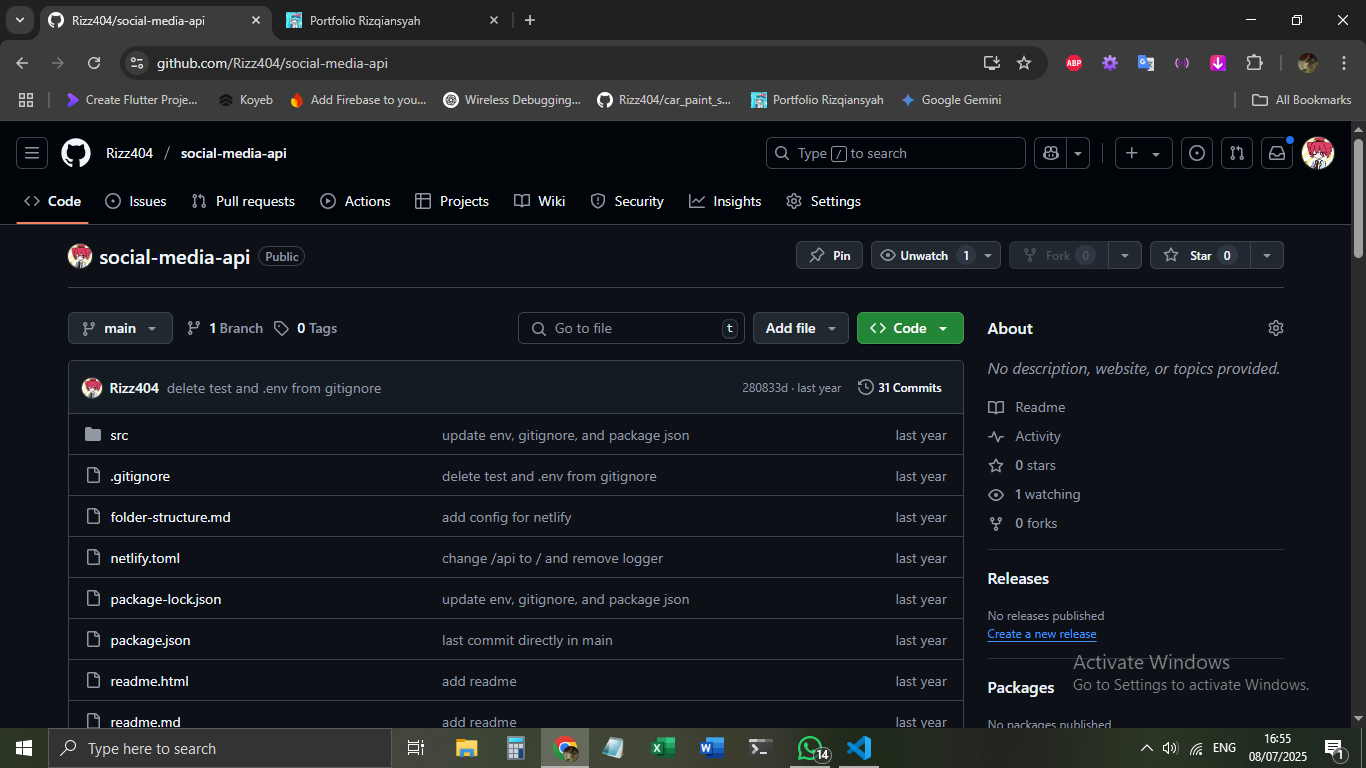 Rizz404/social-media-api
Portfolio Rizqiansyah
github.com/Rizz404/social-media-api
ABP
Create Flutter Proje...
Koyeb
Add Firebase to you...
Wireless Debugging...
Rizz404/car_paint_s...
Portfolio Rizqiansyah
Google Gemini
All Bookmarks
Rizz404 / social-media-api
Type / to search
Code
Issues
Pull requests
Actions
Projects
Wiki
Security
Insights
Settings
social-media-api Public
Pin
Unwatch 1
Fork 0
Star 0
main
1 Branch
0 Tags
Go to file t
Add file
Code
Rizz404 delete test and .env from gitignore 280833d · last year 31 Commits
src update env, gitignore, and package json last year
.gitignore delete test and .env from gitignore last year
folder-structure.md add config for netlify last year
netlify.toml change /api to / and remove logger last year
package-lock.json update env, gitignore, and package json last year
package.json last commit directly in main last year
readme.html add readme last year
readme.md add readme last year
About
No description, website, or topics provided.
Readme
Activity
0 stars
1 watching
0 forks
Releases
No releases published
Create a new release
Packages
No packages published
Activate Windows
Go to Settings to activate Windows.
Type here to search
14
ENG
16:55
08/07/2025
1